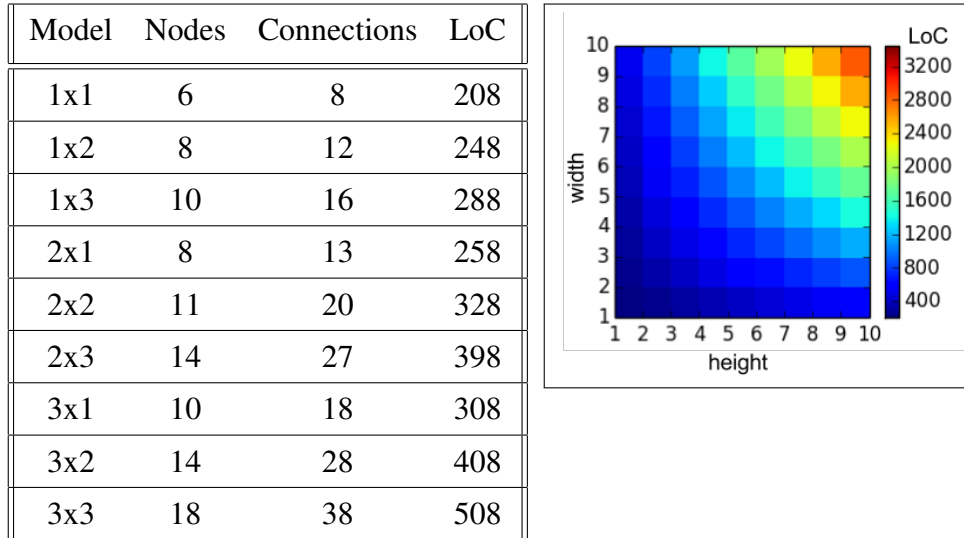 Model Nodes Connections LoC
1x1 6 8 208
1x2 8 12 248
1x3 10 16 288
2x1 8 13 258
2x2 11 20 328
2x3 14 27 398
3x1 10 18 308
3x2 14 28 408
3x3 18 38 508
LoC
10
9
8
7
6
5
4
3
2
1
width
1 2 3 4 5 6 7 8 9 10
height
3200
2800
2400
2000
1600
1200
800
400